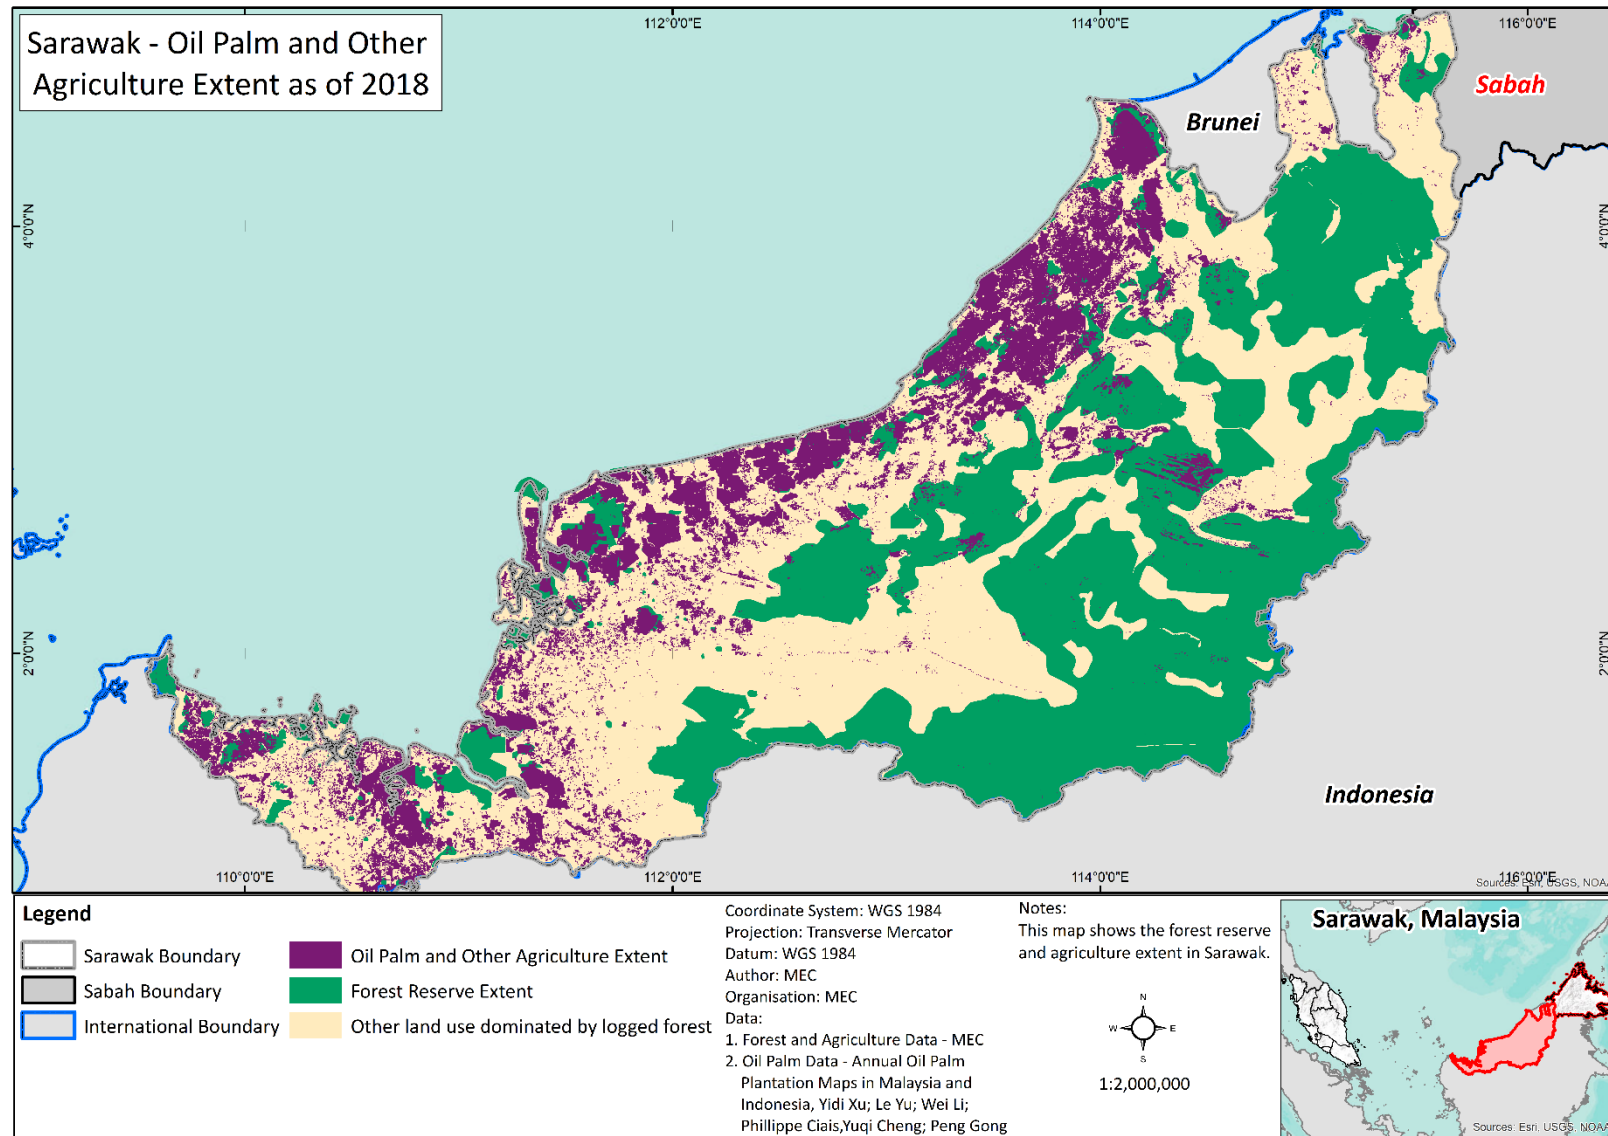 Sarawak - Oil Palm and Other
Agriculture Extent as of 2018
112°0'0"E
114°0'0"E
116°0'0"E
Sabah
Brunei
4°0'0"N
4°0'0"N
2°0'0"N
2°0'0"N
Indonesia
110°0'0"E
112°0'0"E
114°0'0"E
116°0'0"E
Sources: Esri, USGS, NOAA
Legend
Sarawak Boundary
Sabah Boundary
International Boundary
Oil Palm and Other Agriculture Extent
Forest Reserve Extent
Other land use dominated by logged forest
Coordinate System: WGS 1984
Projection: Transverse Mercator
Datum: WGS 1984
Author: MEC
Organisation: MEC
Data:
1. Forest and Agriculture Data - MEC
2. Oil Palm Data - Annual Oil Palm
Plantation Maps in Malaysia and
Indonesia, Yidi Xu; Le Yu; Wei Li;
Phillippe Ciais,Yuqi Cheng; Peng Gong
Notes:
This map shows the forest reserve
and agriculture extent in Sarawak.
N
W E
S
1:2,000,000
Sarawak, Malaysia
Sources: Esri, USGS, NOAA